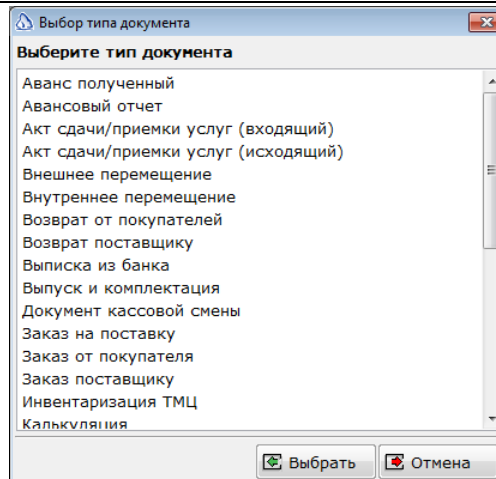 Выбор типа документа
Выберите тип документа
Аванс полученный
Авансовый отчет
Акт сдачи/приемки услуг (входящий)
Акт сдачи/приемки услуг (исходящий)
Внешнее перемещение
Внутреннее перемещение
Возврат от покупателей
Возврат поставщику
Выписка из банка
Выпуск и комплектация
Документ кассовой смены
Заказ на поставку
Заказ от покупателя
Заказ поставщику
Инвентаризация ТМЦ
Калькуляция
Выбрать Отмена